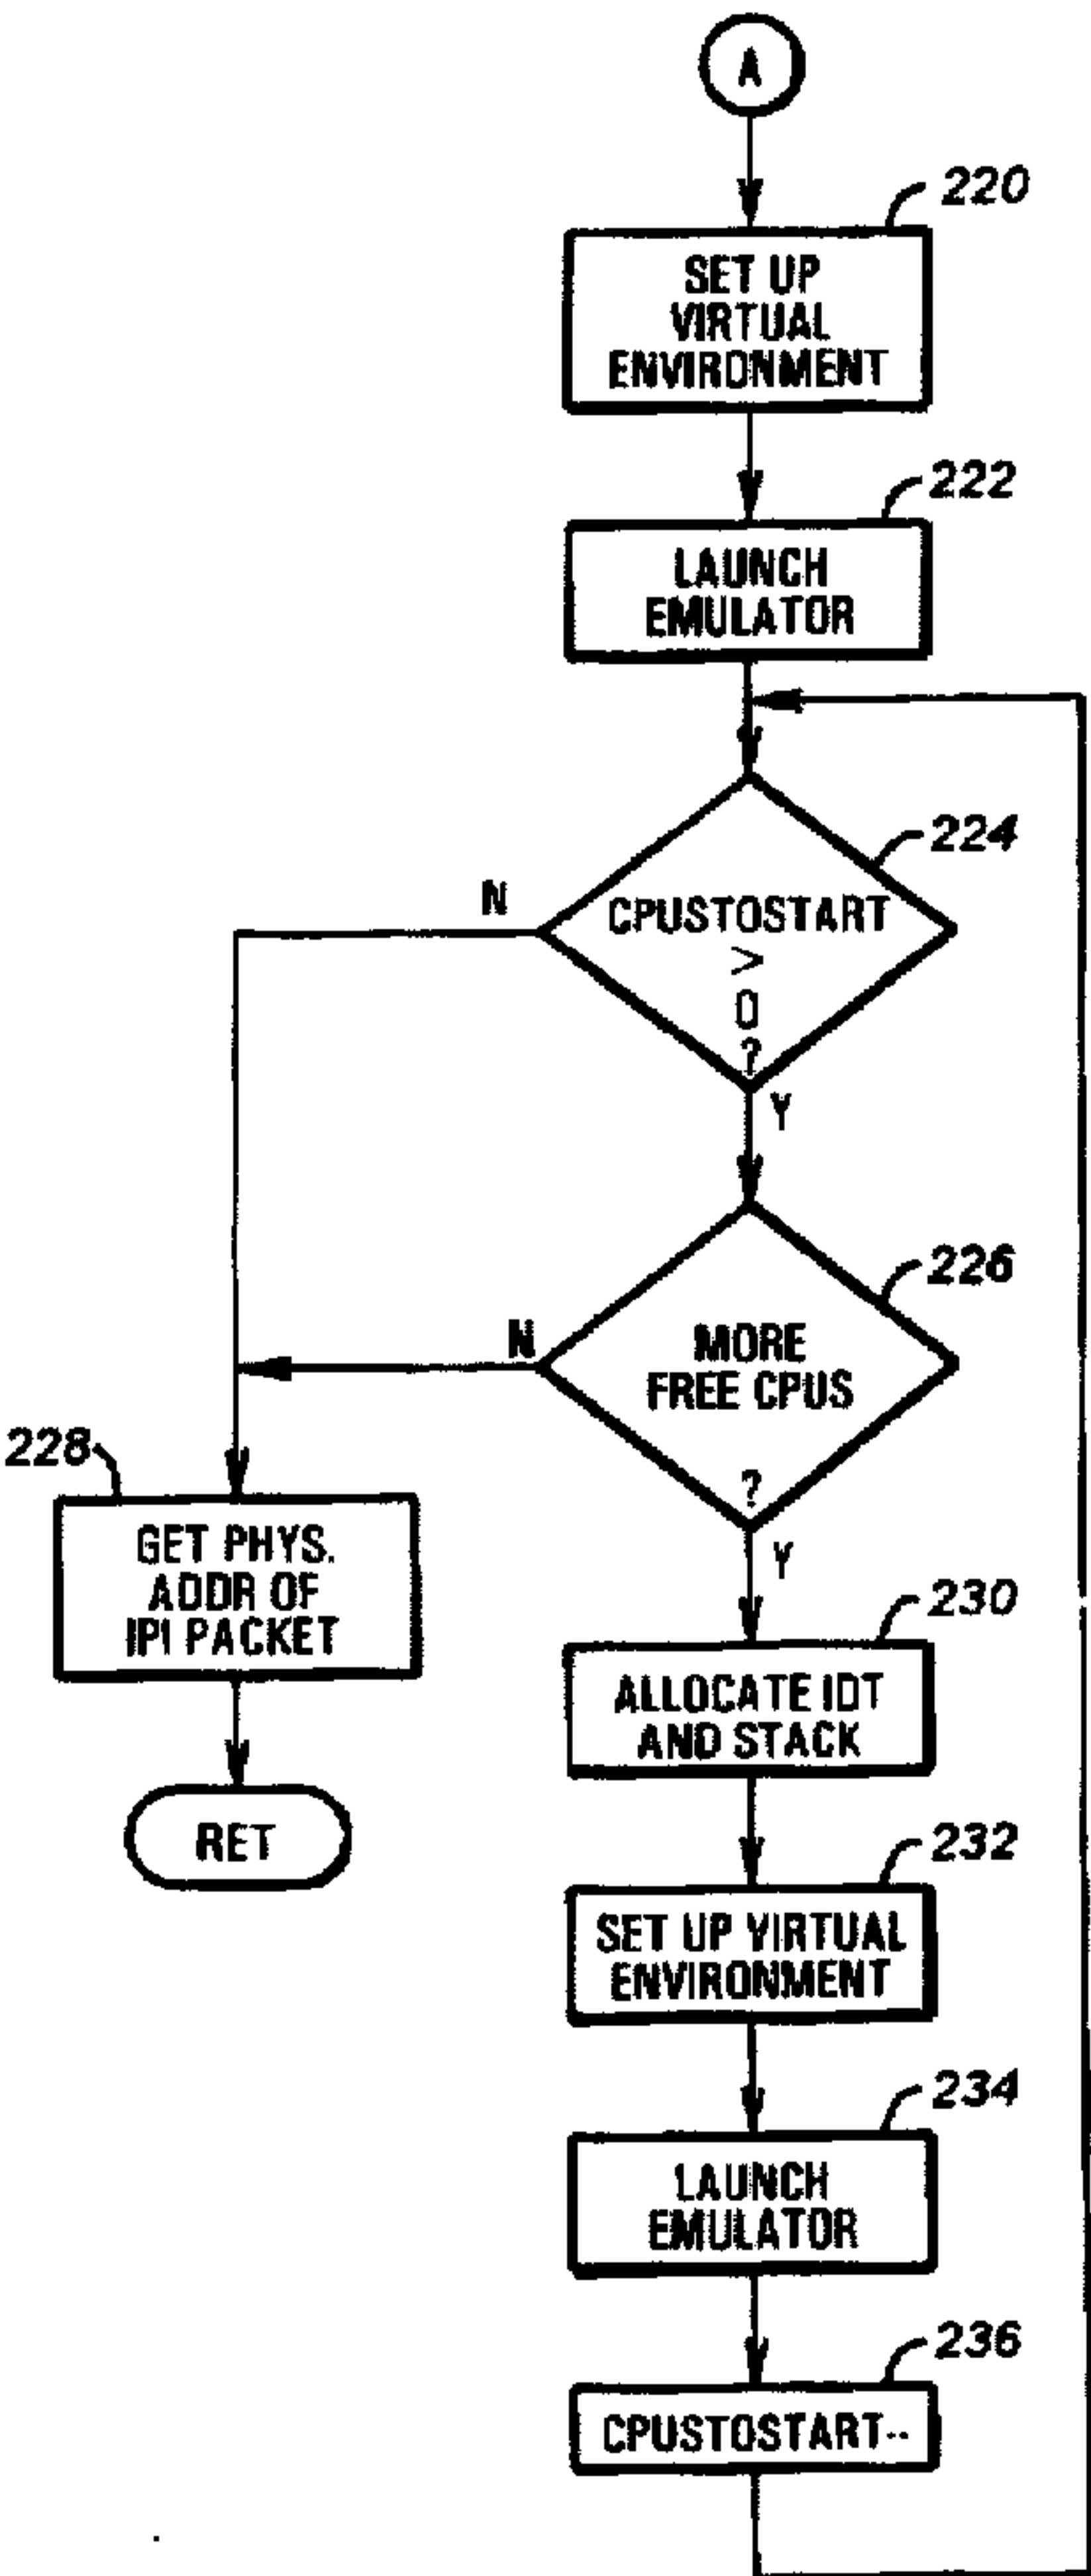 A
220
SET UP
VIRTUAL
ENVIRONMENT
222
LAUNCH
EMULATOR
224
N
CPUSTOSTART
>
0
?
Y
226
N
MORE
FREE CPUS
?
Y
228
GET PHYS.
ADDR OF
IPI PACKET
RET
230
ALLOCATE IDT
AND STACK
232
SET UP VIRTUAL
ENVIRONMENT
234
LAUNCH
EMULATOR
236
CPUSTOSTART--